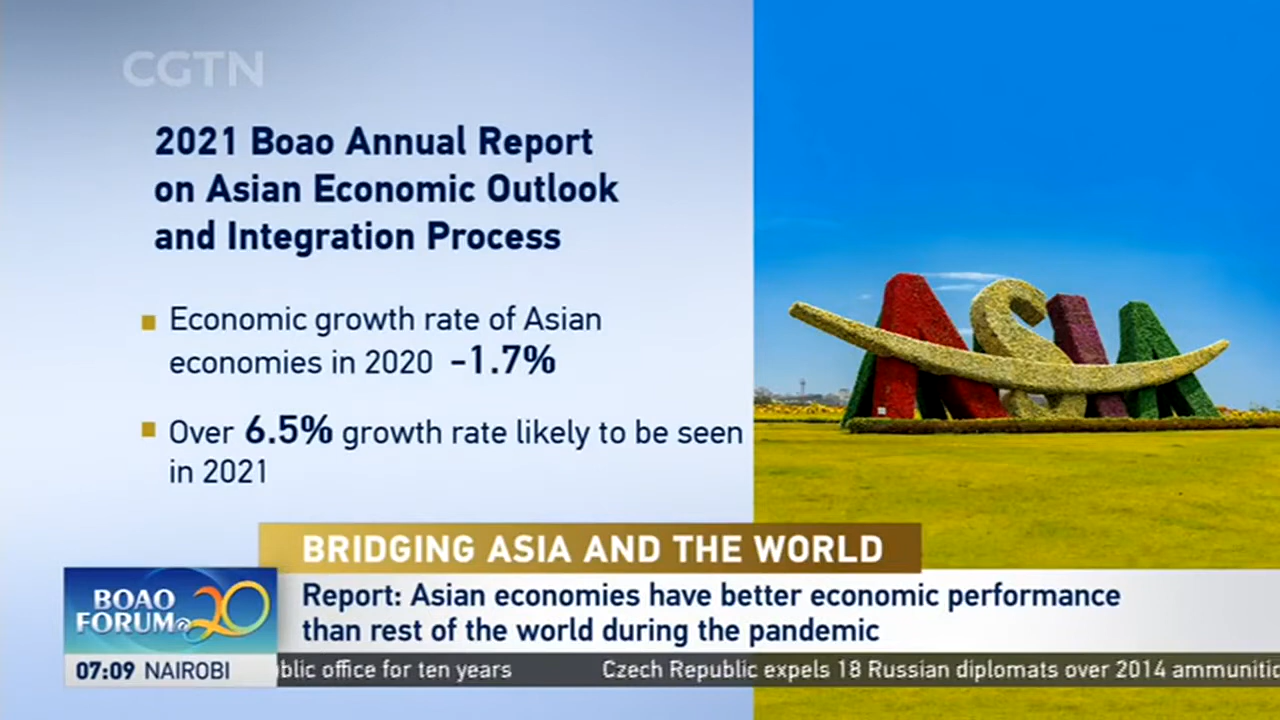 CGTN
2021 Boao Annual Report
on Asian Economic Outlook
and Integration Process
Economic growth rate of Asian
economies in 2020 -1.7%
Over 6.5% growth rate likely to be seen
in 2021
ASIA
BRIDGING ASIA AND THE WORLD
BOAO
FORUM@20
Report: Asian economies have better economic performance
than rest of the world during the pandemic
07:09 NAIROBI
office for ten years Czech Republic expels 18 Russian diplomats over 2014